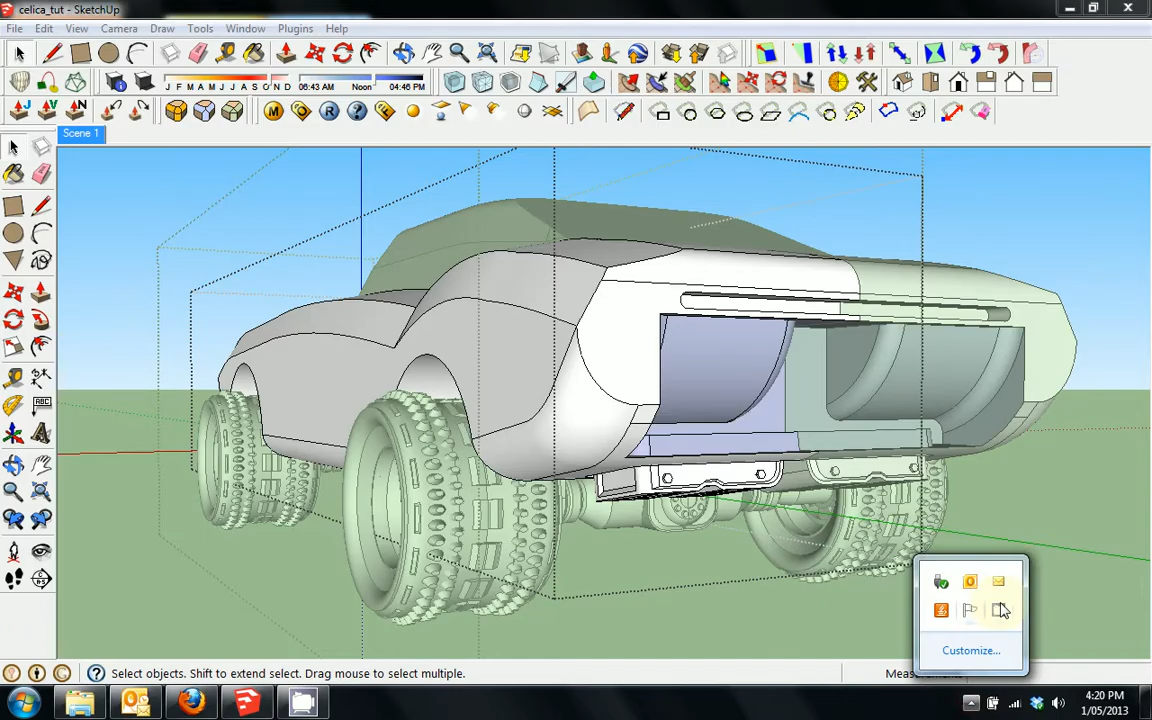 celica_tut - SketchUp
File Edit View Camera Draw Tools Window Plugins Help
J F M A M J J A S O N D 06:43 AM Noon 04:46 PM
J V N M O R ? F
Scene 1
ABC
A
Customize...
Select objects. Shift to extend select. Drag mouse to select multiple.
4:20 PM
1/05/2013